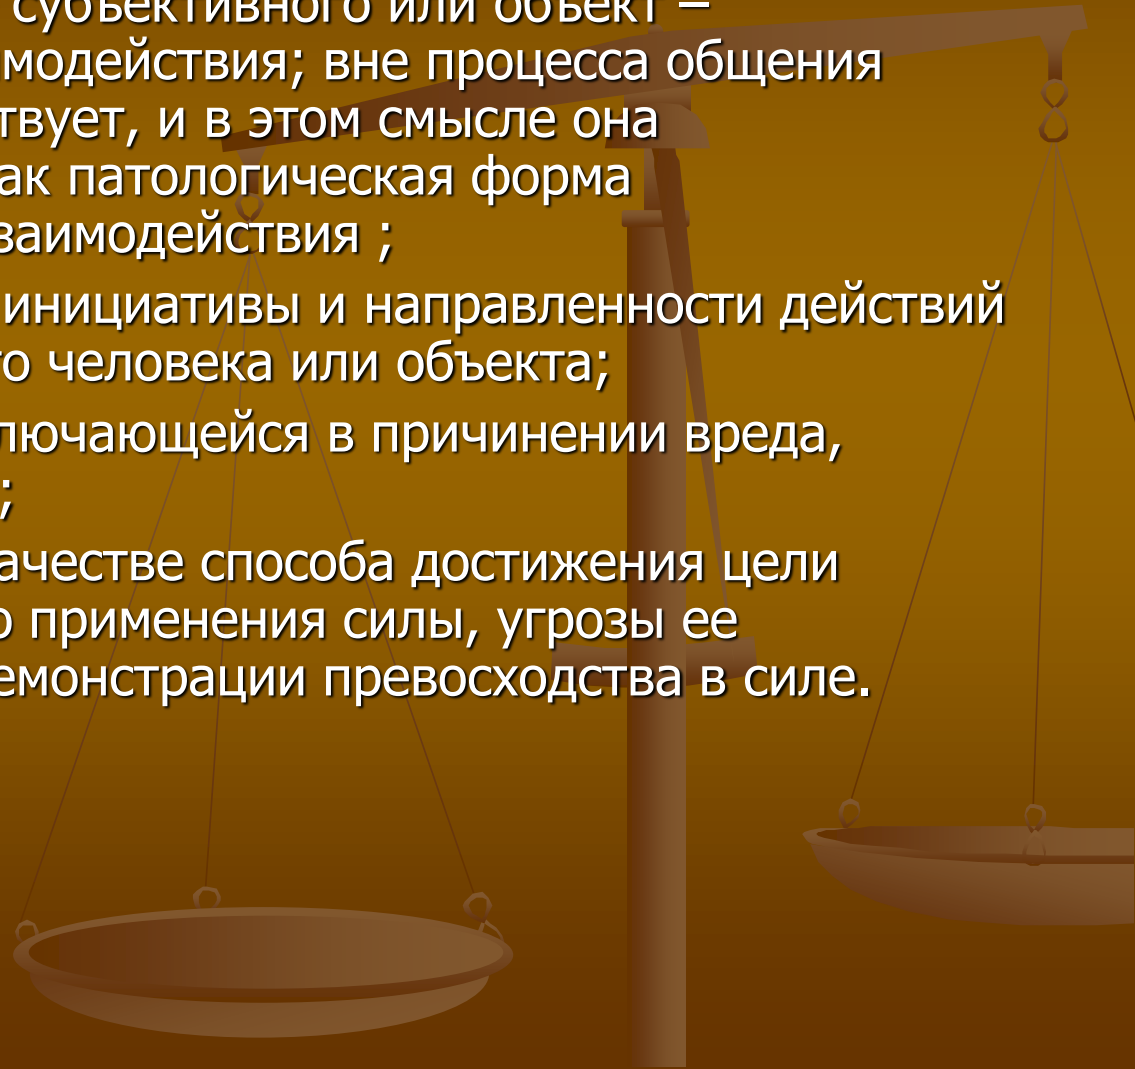 субъективного или объект –
модействия; вне процесса общения
твует, и в этом смысле она
ак патологическая форма
заимодействия ;
инициативы и направленности действий
го человека или объекта;
лючающейся в причинении вреда,
;
ачестве способа достижения цели
о применения силы, угрозы ее
емонстрации превосходства в силе.